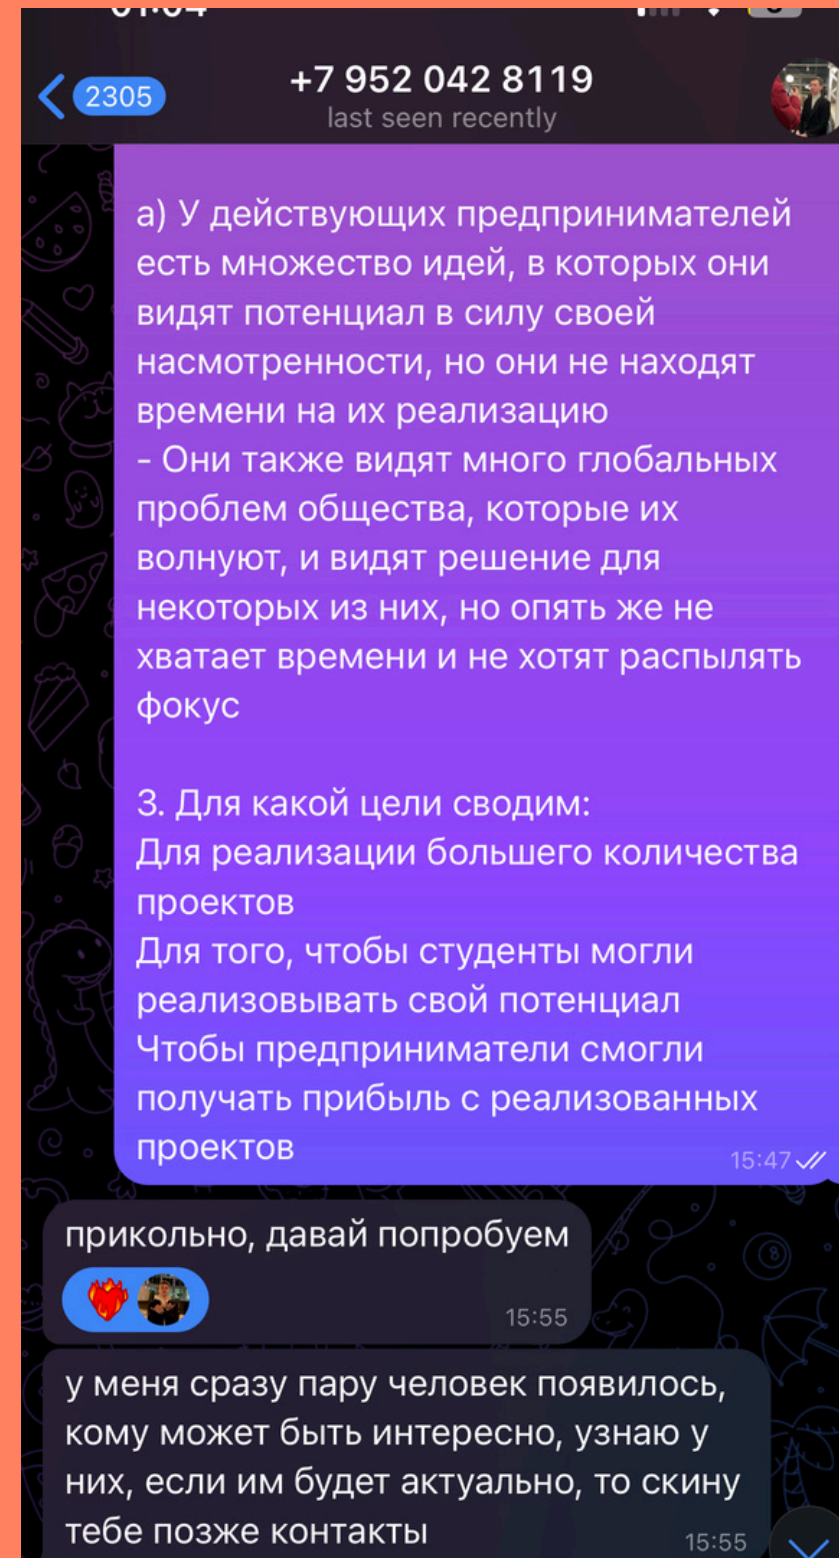 2305
+7 952 042 8119
last seen recently
а) У действующих предпринимателей
есть множество идей, в которых они
видят потенциал в силу своей
насмотренности, но они не находят
времени на их реализацию
- Они также видят много глобальных
проблем общества, которые их
волнуют, и видят решение для
некоторых из них, но опять же не
хватает времени и не хотят распылять
фокус
3. Для какой цели сводим:
Для реализации большего количества
проектов
Для того, чтобы студенты могли
реализовывать свой потенциал
Чтобы предприниматели смогли
получать прибыль с реализованных
проектов
15:47
прикольно, давай попробуем
15:55
у меня сразу пару человек появилось,
кому может быть интересно, узнаю у
них, если им будет актуально, то скину
тебе позже контакты
15:55